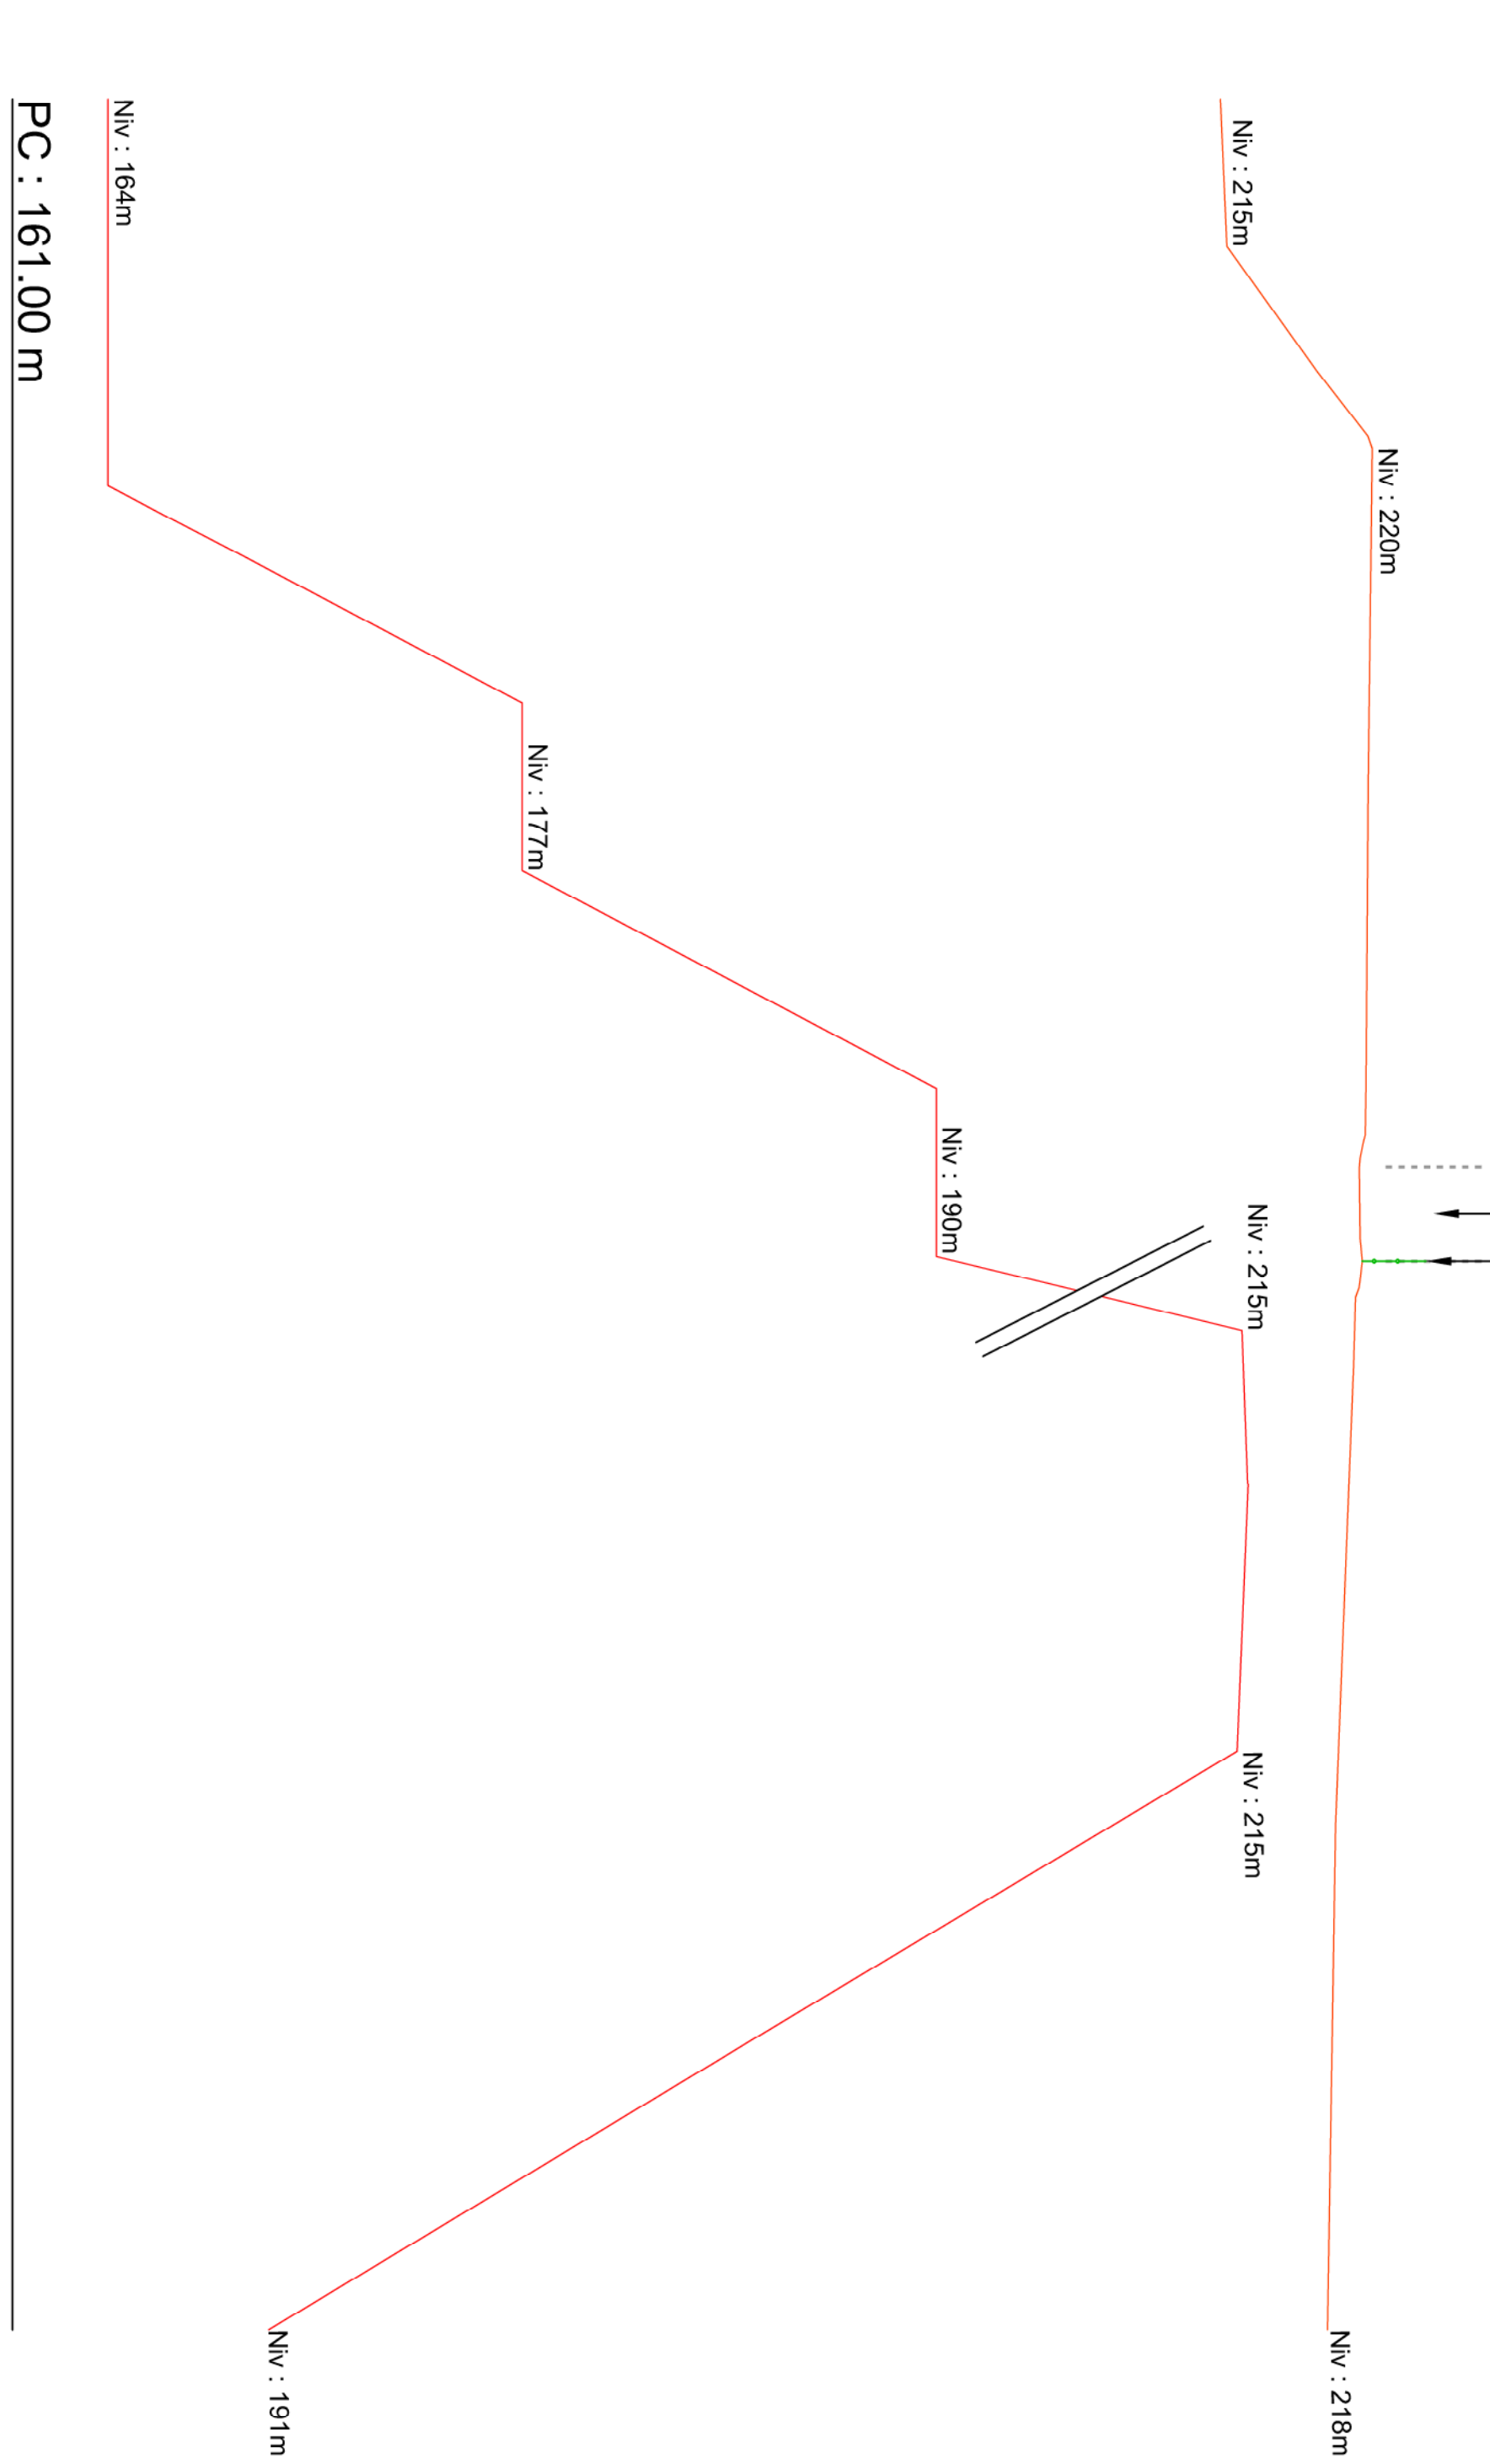 Niv : 215m
Niv : 220m
Niv : 218m
Niv : 215m
Niv : 215m
Niv : 190m
Niv : 177m
Niv : 191m
Niv : 164m
PC : 161.00 m